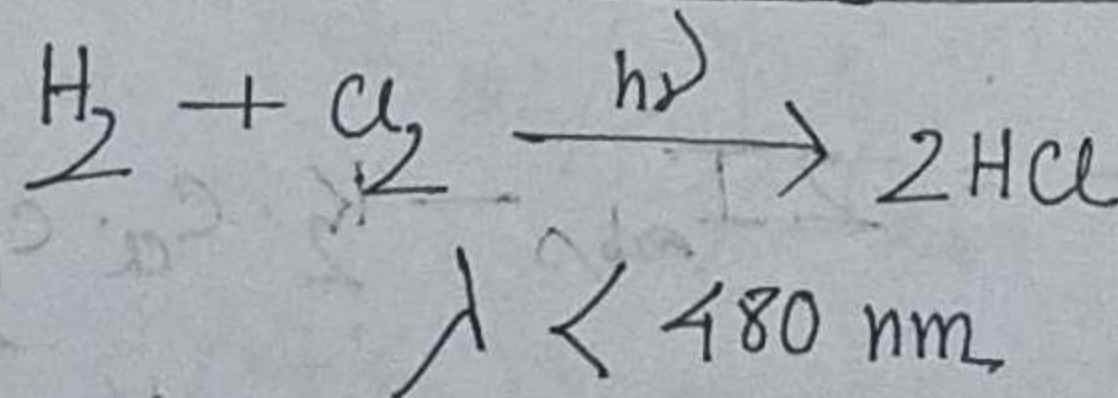 H₂ + Cl₂ —hν→ 2HCl
λ < 480 nm